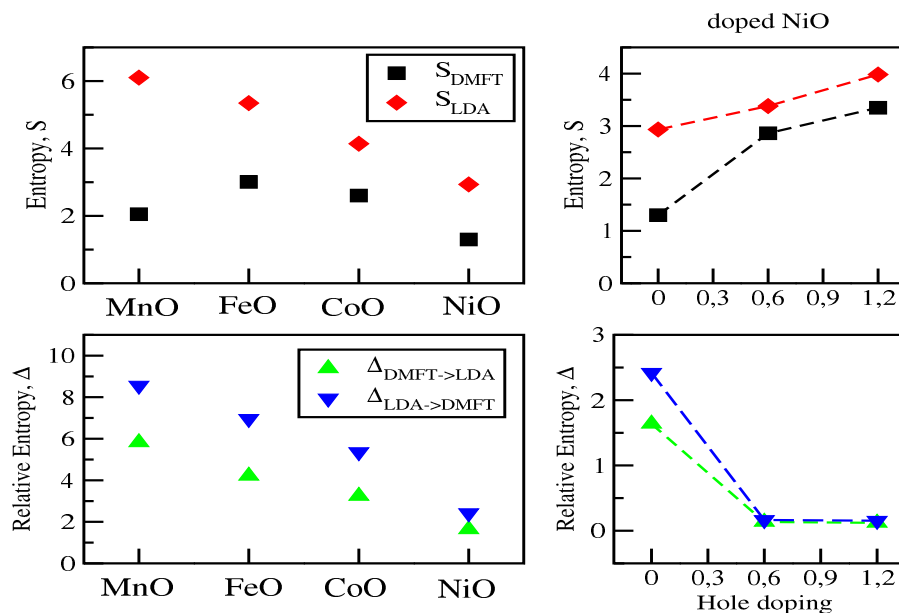 doped NiO
Entropy, S
6
4
2
0
S_DMFT
S_LDA
MnO FeO CoO NiO
Entropy, S
4
3
2
1
0
0 0,3 0,6 0,9 1,2
Relative Entropy, Δ
10
8
6
4
2
0
Δ_DMFT->LDA
Δ_LDA->DMFT
MnO FeO CoO NiO
Relative Entropy, Δ
3
2
1
0
0 0,3 0,6 0,9 1,2
Hole doping